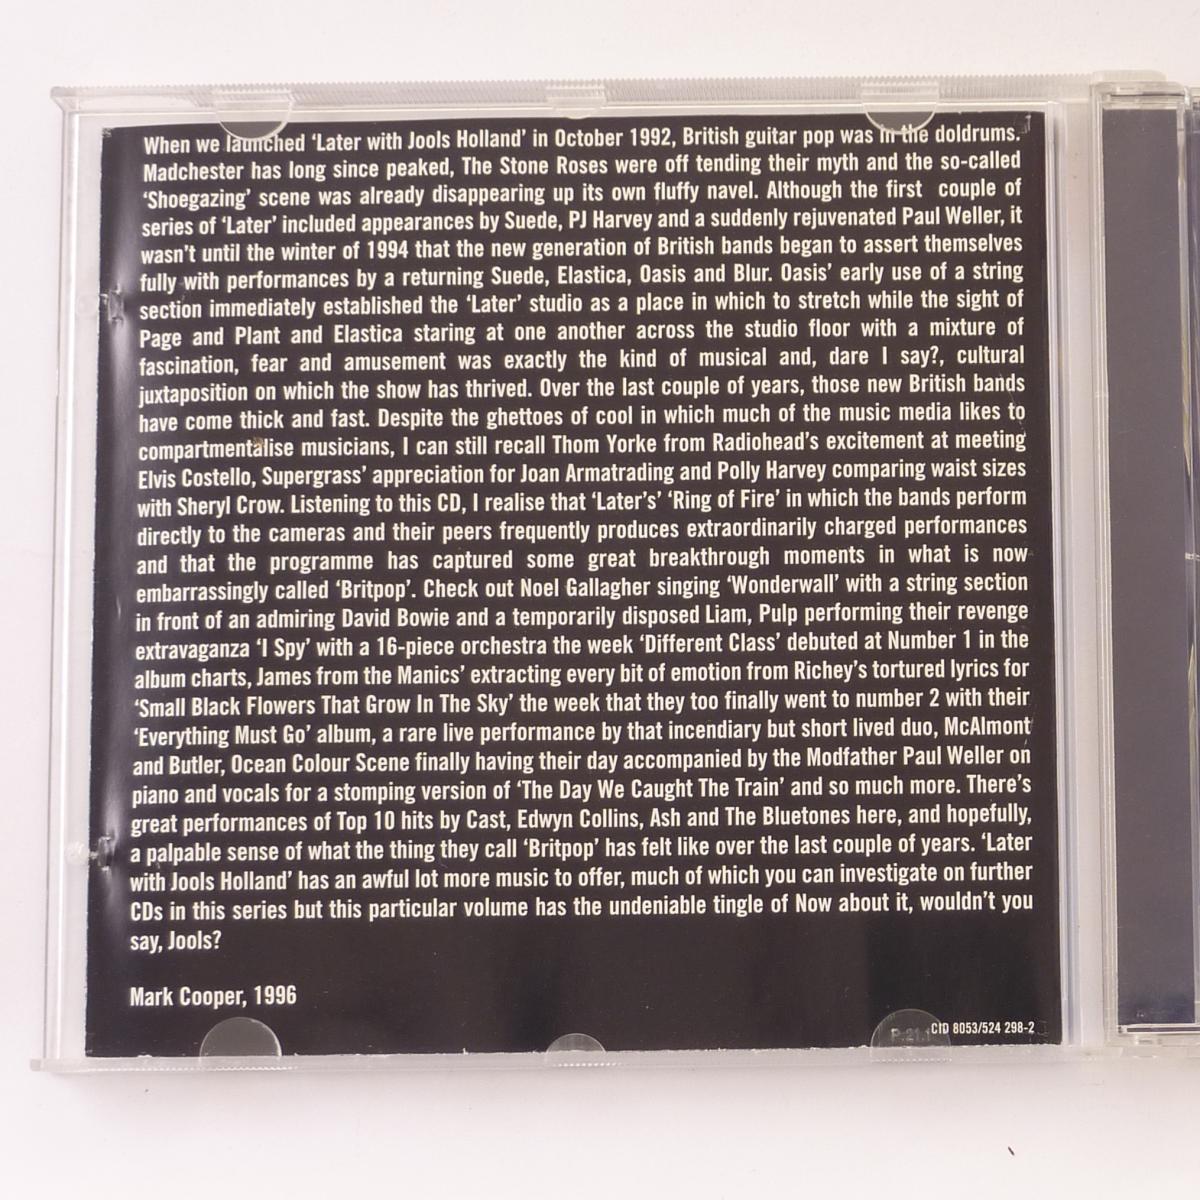 When we launched ‘Later with Jools Holland’ in October 1992, British guitar pop was in the doldrums.
Madchester has long since peaked, The Stone Roses were off tending their myth and the so-called
‘Shoegazing’ scene was already disappearing up its own fluffy navel. Although the first couple of
series of ‘Later’ included appearances by Suede, PJ Harvey and a suddenly rejuvenated Paul Weller, it
wasn’t until the winter of 1994 that the new generation of British bands began to assert themselves
fully with performances by a returning Suede, Elastica, Oasis and Blur. Oasis’ early use of a string
section immediately established the ‘Later’ studio as a place in which to stretch while the sight of
Page and Plant and Elastica staring at one another across the studio floor with a mixture of
fascination, fear and amusement was exactly the kind of musical and, dare I say?, cultural
juxtaposition on which the show has thrived. Over the last couple of years, those new British bands
have come thick and fast. Despite the ghettoes of cool in which much of the music media likes to
compartmentalise musicians, I can still recall Thom Yorke from Radiohead’s excitement at meeting
Elvis Costello, Supergrass’ appreciation for Joan Armatrading and Polly Harvey comparing waist sizes
with Sheryl Crow. Listening to this CD, I realise that ‘Later’s’ ‘Ring of Fire’ in which the bands perform
directly to the cameras and their peers frequently produces extraordinarily charged performances
and that the programme has captured some great breakthrough moments in what is now
embarrassingly called ‘Britpop’. Check out Noel Gallagher singing ‘Wonderwall’ with a string section
in front of an admiring David Bowie and a temporarily disposed Liam, Pulp performing their revenge
extravaganza ‘I Spy’ with a 16-piece orchestra the week ‘Different Class’ debuted at Number 1 in the
album charts, James from the Manics’ extracting every bit of emotion from Richey’s tortured lyrics for
‘Small Black Flowers That Grow In The Sky’ the week that they too finally went to number 2 with their
‘Everything Must Go’ album, a rare live performance by that incendiary but short lived duo, McAlmont
and Butler, Ocean Colour Scene finally having their day accompanied by the Modfather Paul Weller on
piano and vocals for a stomping version of ‘The Day We Caught The Train’ and so much more. There’s
great performances of Top 10 hits by Cast, Edwyn Collins, Ash and The Bluetones here, and hopefully,
a palpable sense of what the thing they call ‘Britpop’ has felt like over the last couple of years. ‘Later
with Jools Holland’ has an awful lot more music to offer, much of which you can investigate on further
CDs in this series but this particular volume has the undeniable tingle of Now about it, wouldn’t you
say, Jools?
Mark Cooper, 1996
CID 8053/524 298-2